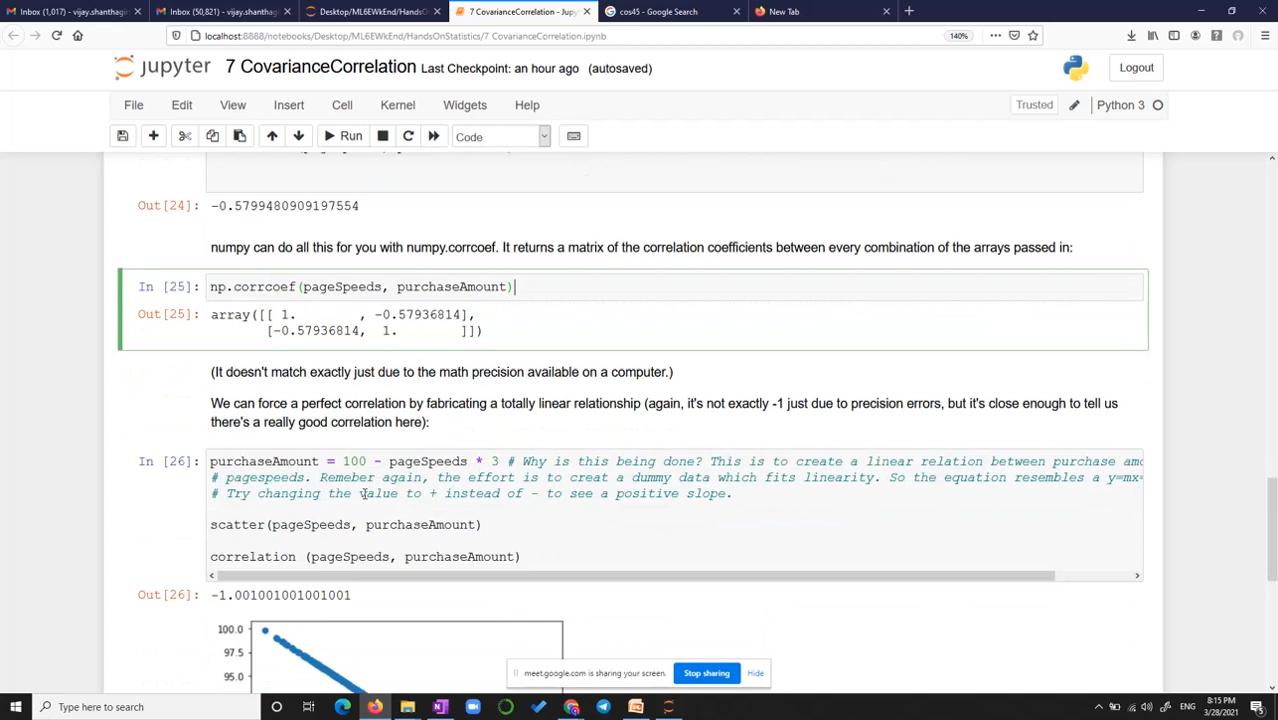 Inbox (1,017) - vijay.shanthagir
Inbox (50,821) - vijay.shanthag
Desktop/ML6EWkEnd/HandsOnSt
7 CovarianceCorrelation - Jupyt
cos45 - Google Search
New Tab
localhost:8888/notebooks/Desktop/ML6WkEnd/HandsOnStatistics/7 CovarianceCorrelation.ipynb
140%
jupyter 7 CovarianceCorrelation Last Checkpoint: an hour ago (autosaved)
Logout
File Edit View Insert Cell Kernel Widgets Help
Trusted
Python 3
Run
Code
Out[24]: -0.5799480909197554
numpy can do all this for you with numpy.corrcoef. It returns a matrix of the correlation coefficients between every combination of the arrays passed in:
In [25]: np.corrcoef(pageSpeeds, purchaseAmount)
Out[25]: array([[ 1. , -0.57936814],
[-0.57936814, 1. ]])
(It doesn't match exactly just due to the math precision available on a computer.)
We can force a perfect correlation by fabricating a totally linear relationship (again, it's not exactly -1 just due to precision errors, but it's close enough to tell us
there's a really good correlation here):
In [26]: purchaseAmount = 100 - pageSpeeds * 3 # Why is this being done? This is to create a linear relation between purchase amo
# pagespeeds. Remeber again, the effort is to creat a dummy data which fits linearity. So the equation resembles a y=mx=
# Try changing the value to + instead of - to see a positive slope.
scatter(pageSpeeds, purchaseAmount)
correlation (pageSpeeds, purchaseAmount)
Out[26]: -1.001001001001001
100.0
97.5
95.0
meet.google.com is sharing your screen.
Stop sharing
Hide
Type here to search
8:15 PM
3/28/2021